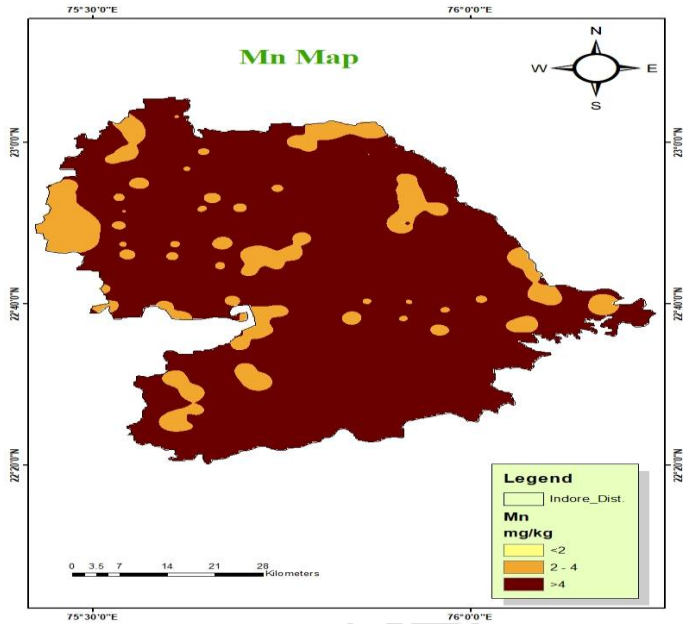 75°30'0"E 76°0'0"E
Mn Map
N
W E
S
23°0'0"N 23°0'0"N
22°40'0"N 22°40'0"N
22°20'0"N 22°20'0"N
Legend
Indore_Dist.
Mn
mg/kg
<2
2 - 4
>4
0 3.5 7 14 21 28
Kilometers
75°30'0"E 76°0'0"E